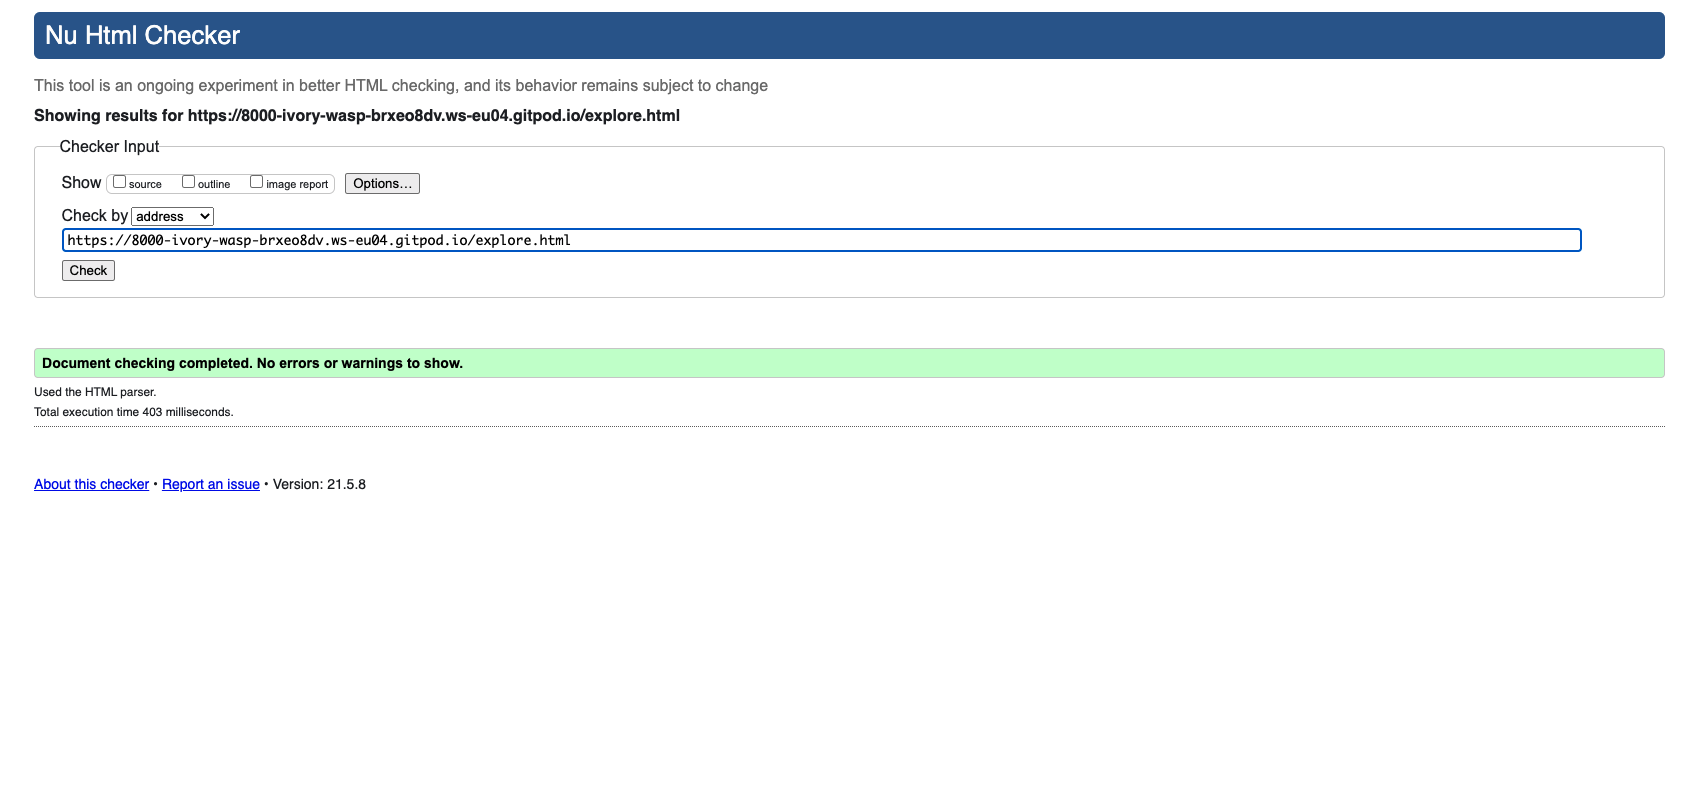 Nu Html Checker
This tool is an ongoing experiment in better HTML checking, and its behavior remains subject to change
Showing results for https://8000-ivory-wasp-brxeo8dv.ws-eu04.gitpod.io/explore.html
Checker Input
Show source outline image report Options...
Check by address
https://8000-ivory-wasp-brxeo8dv.ws-eu04.gitpod.io/explore.html
Check
Document checking completed. No errors or warnings to show.
Used the HTML parser.
Total execution time 403 milliseconds.
About this checker • Report an issue • Version: 21.5.8